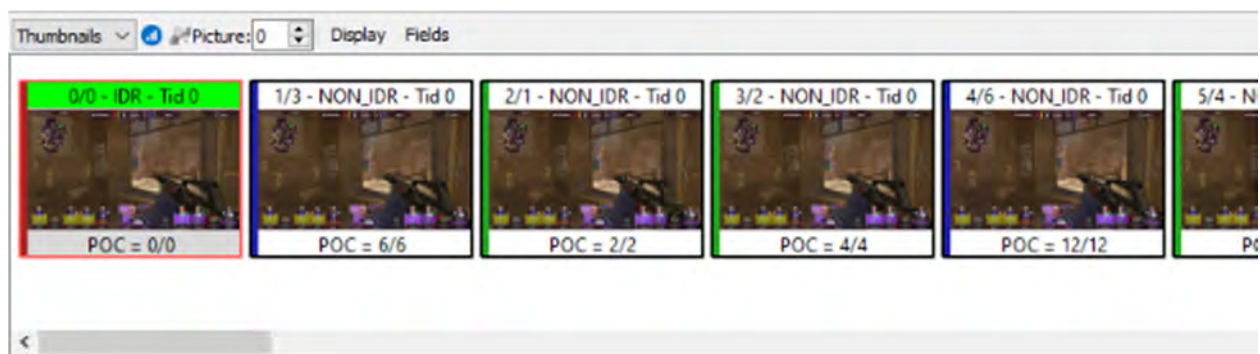 Thumbnails Picture: 0 Display Fields
0/0 - IDR - Tid 0
POC = 0/0
1/3 - NON_IDR - Tid 0
POC = 6/6
2/1 - NON_IDR - Tid 0
POC = 2/2
3/2 - NON_IDR - Tid 0
POC = 4/4
4/6 - NON_IDR - Tid 0
POC = 12/12
5/4 - N